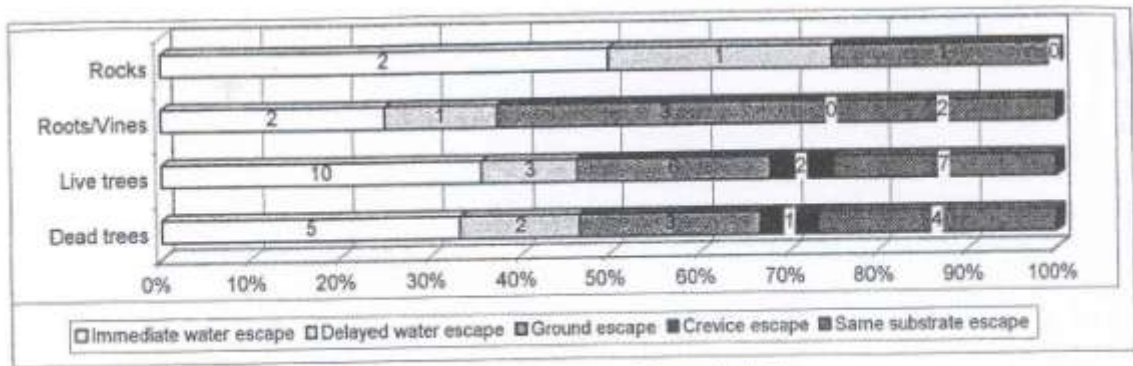 Rocks 2 1 1 0
Roots/Vines 2 1 3 0 2
Live trees 10 3 6 2 7
Dead trees 5 2 3 1 4
0% 10% 20% 30% 40% 50% 60% 70% 80% 90% 100%
Immediate water escape Delayed water escape Ground escape Crevice escape Same substrate escape